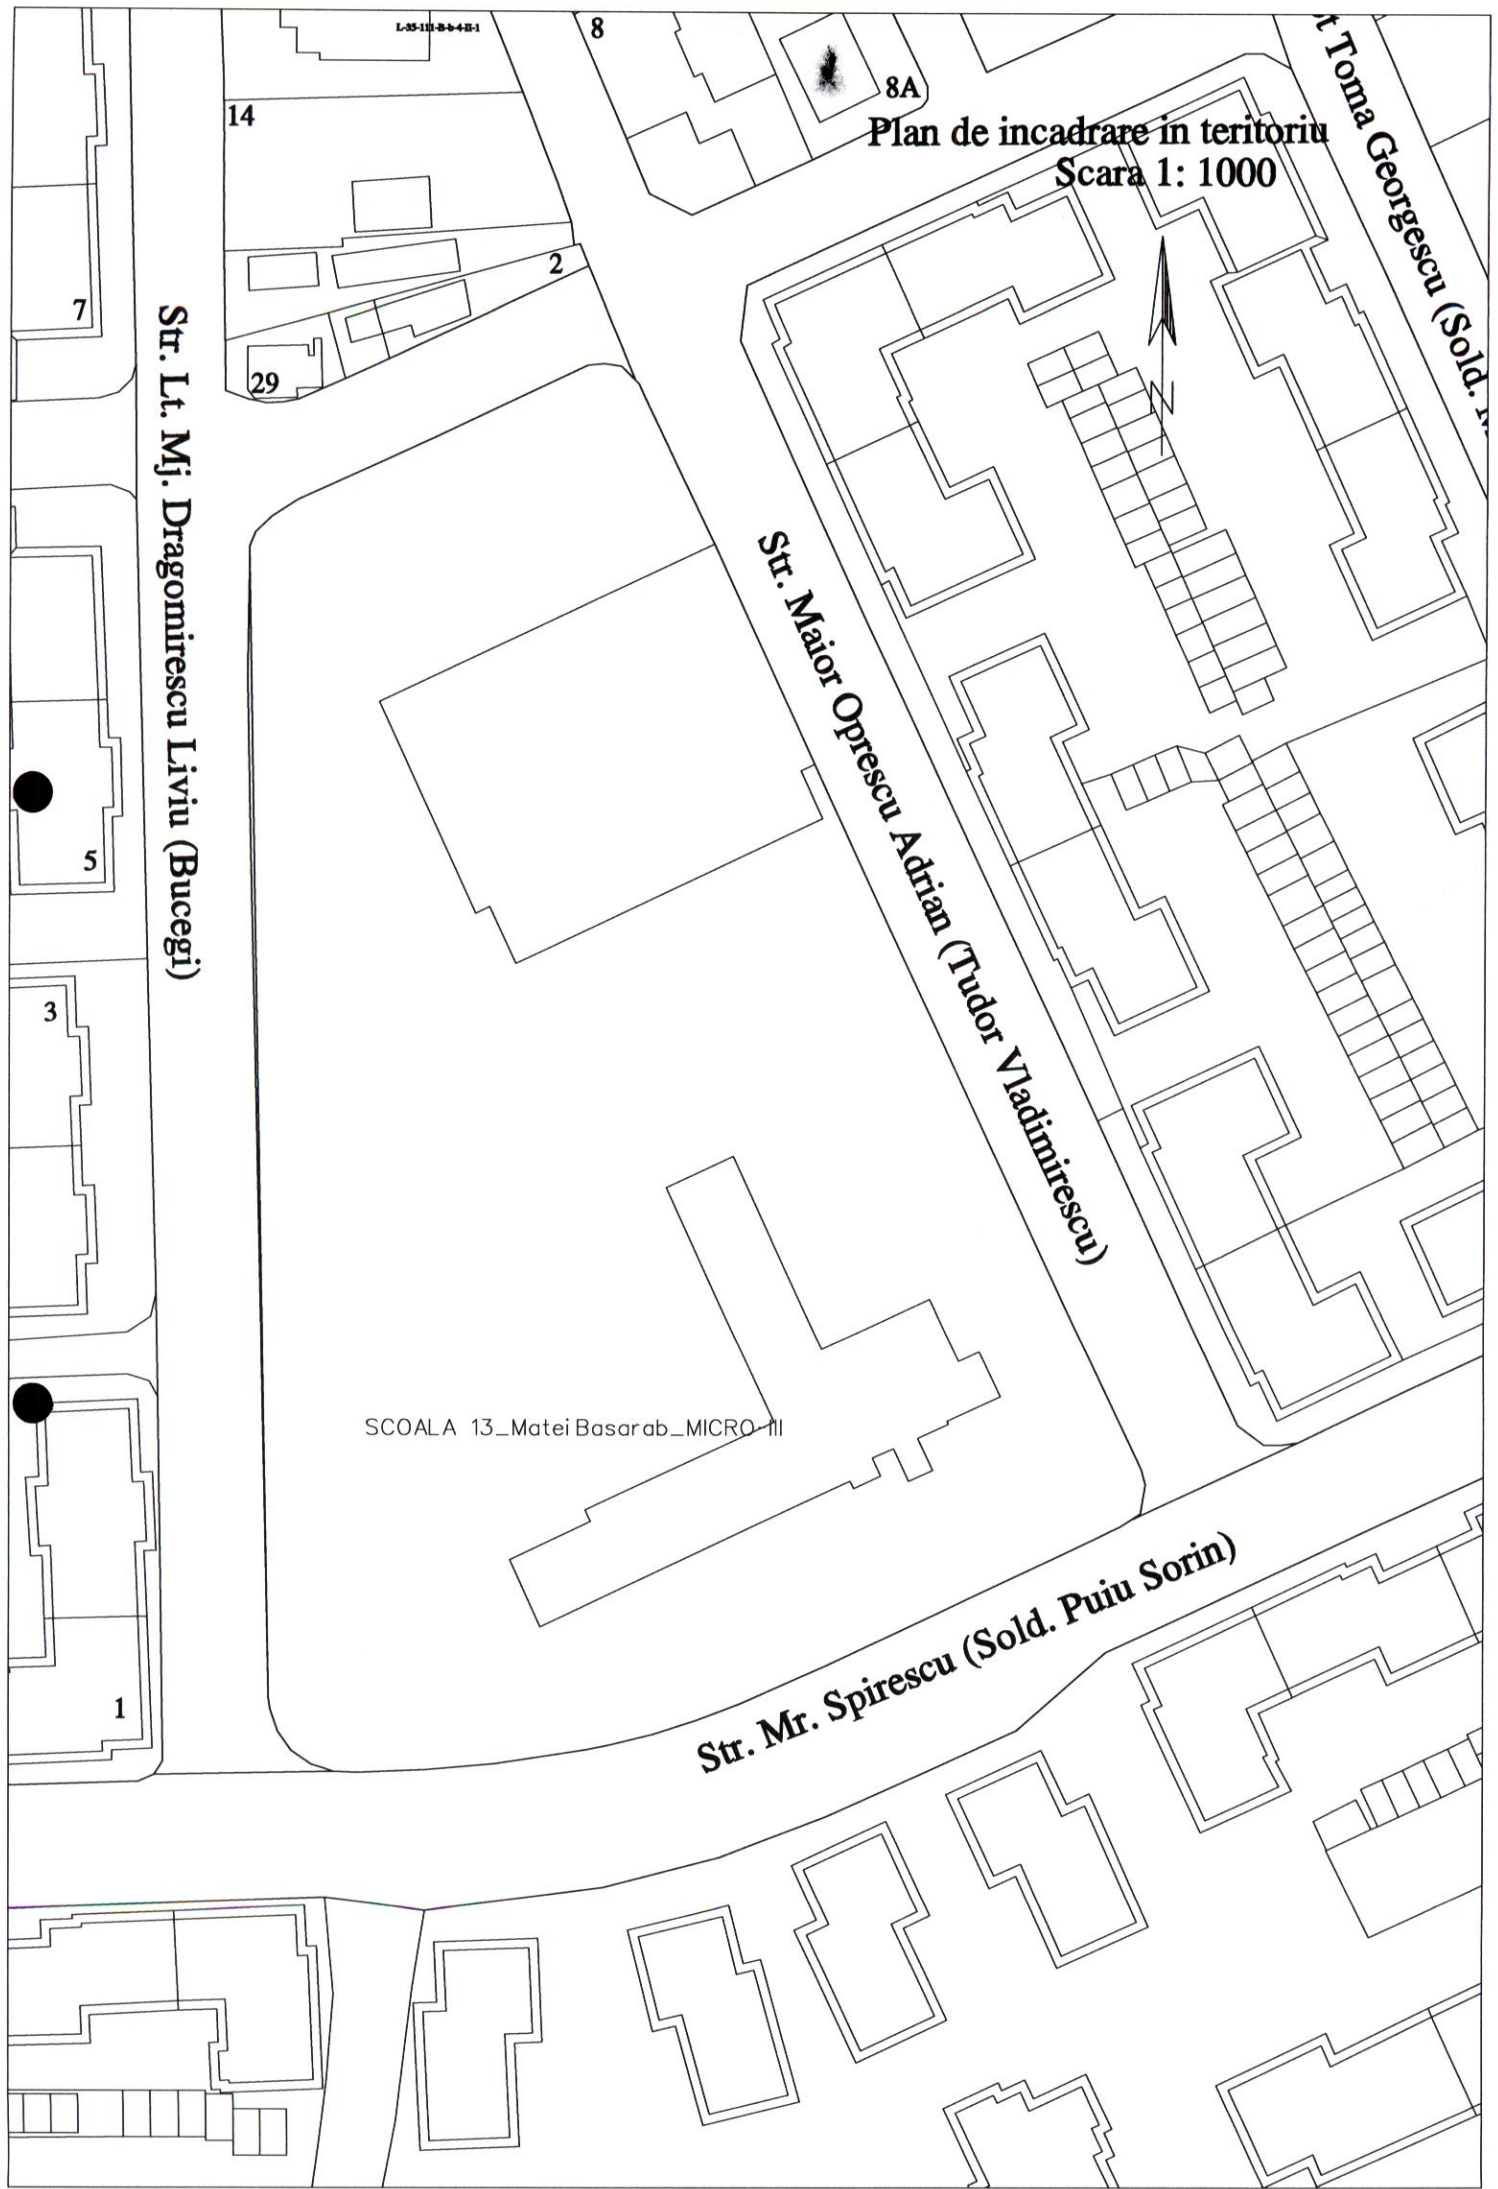 L-35-111-B-b-4-II-1
8
8A
14
Plan de incadrare in teritoriu
Scara 1: 1000
Toma Georgescu (Sold.
2
7
29
N
Str. Lt. Mj. Dragomirescu Liviu (Bucegi)
Str. Maior Oprescu Adrian (Tudor Vladimirescu)
5
3
SCOALA 13_Matei Basarab_MICRO-III
Str. Mr. Spirescu (Sold. Puiu Sorin)
1